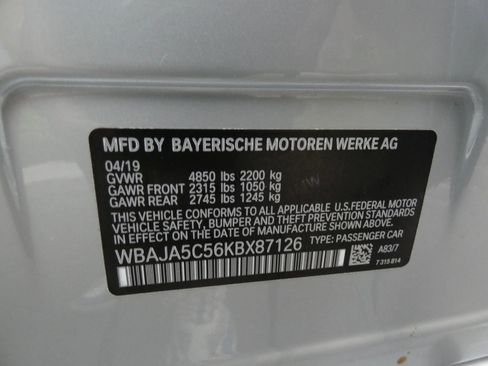 MFD BY BAYERISCHE MOTOREN WERKE AG
04/19
GVWR 4850 lbs 2200 kg
GAWR FRONT 2315 lbs 1050 kg
GAWR REAR 2745 lbs 1245 kg
THIS VEHICLE CONFORMS TO ALL APPLICABLE U.S.FEDERAL MOTOR
VEHICLE SAFETY, BUMPER AND THEFT PREVENTION STANDARDS
IN EFFECT ON THE DATE OF MANUFACTURE SHOWN ABOVE.
WBAJA5C56KBX87126 TYPE: PASSENGER CAR
A83/7
7 315 814